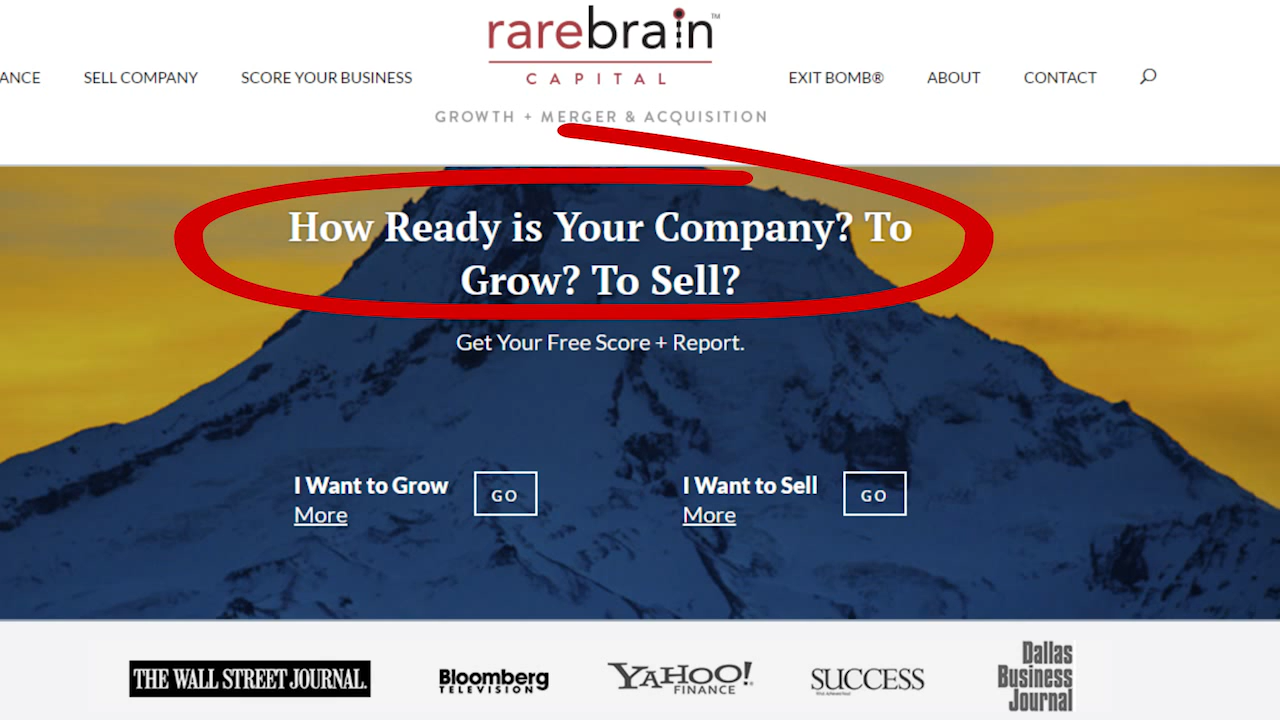 rarebrain™
CAPITAL
GROWTH + MERGER & ACQUISITION
ANCE SELL COMPANY SCORE YOUR BUSINESS EXIT BOMB® ABOUT CONTACT
How Ready is Your Company? To
Grow? To Sell?
Get Your Free Score + Report.
I Want to Grow
More
GO
I Want to Sell
More
GO
THE WALL STREET JOURNAL.
Bloomberg
TELEVISION
YAHOO!
FINANCE
SUCCESS
Dallas
Business
Journal